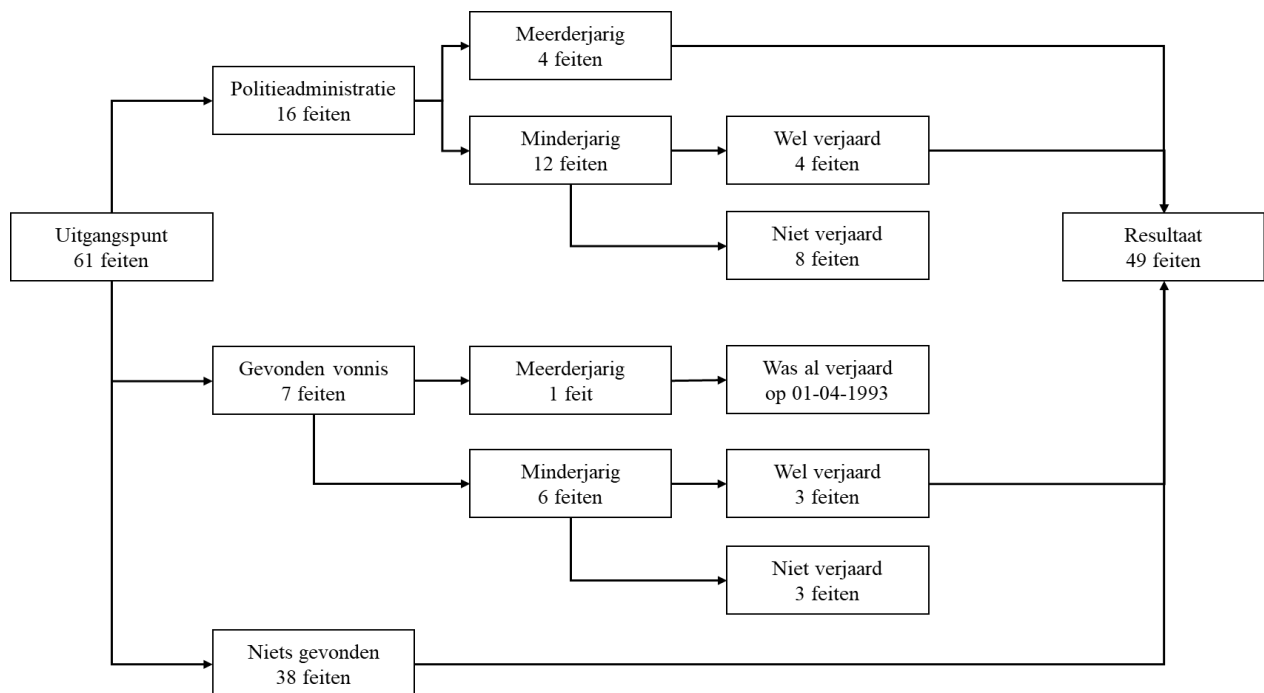 Meerderjarig
4 feiten
Politieadministratie
16 feiten
Minderjarig
12 feiten
Wel verjaard
4 feiten
Uitgangspunt
61 feiten
Niet verjaard
8 feiten
Resultaat
49 feiten
Gevonden vonnis
7 feiten
Meerderjarig
1 feit
Was al verjaard
op 01-04-1993
Minderjarig
6 feiten
Wel verjaard
3 feiten
Niet verjaard
3 feiten
Niets gevonden
38 feiten